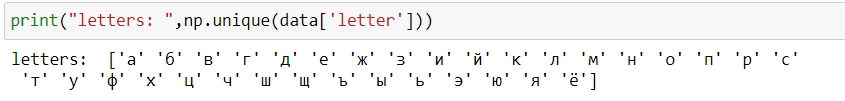 print("letters: ",np.unique(data['letter']))
letters:  ['а' 'б' 'в' 'г' 'д' 'е' 'ж' 'з' 'и' 'й' 'к' 'л' 'м' 'н' 'о' 'п' 'р' 'с'
 'т' 'у' 'ф' 'х' 'ц' 'ч' 'ш' 'щ' 'ъ' 'ы' 'ь' 'э' 'ю' 'я' 'ё']